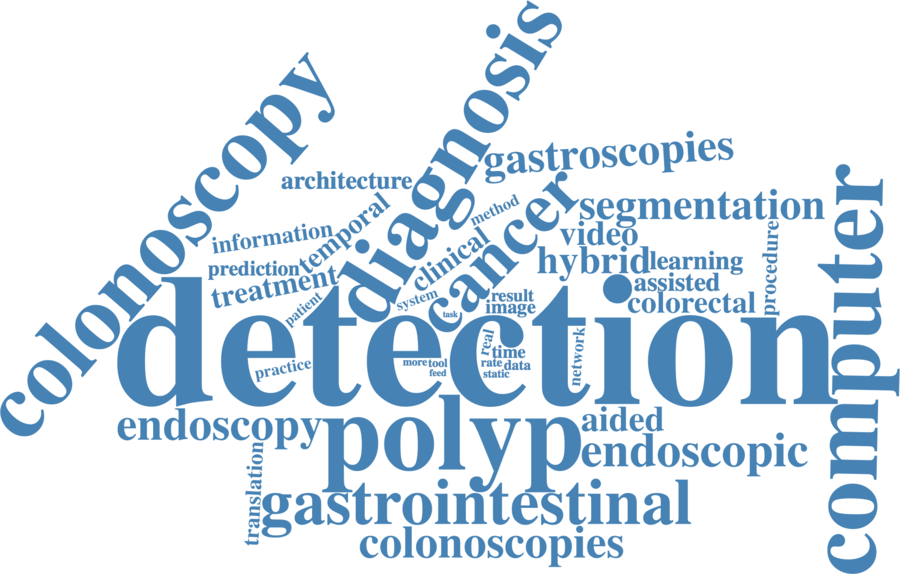 colonoscopy
diagnosis
gastroscopies
architecture
cancer
computer
segmentation
temporal
method
information
clinical
video
procedure
hybrid
learning
prediction
treatment
assisted
patient
system
result
colorectal
image
task
detection
real
network
time
practice
more
tool
rate
data
feed
static
endoscopy
polyp
aided
endoscopic
translation
gastrointestinal
colonoscopies